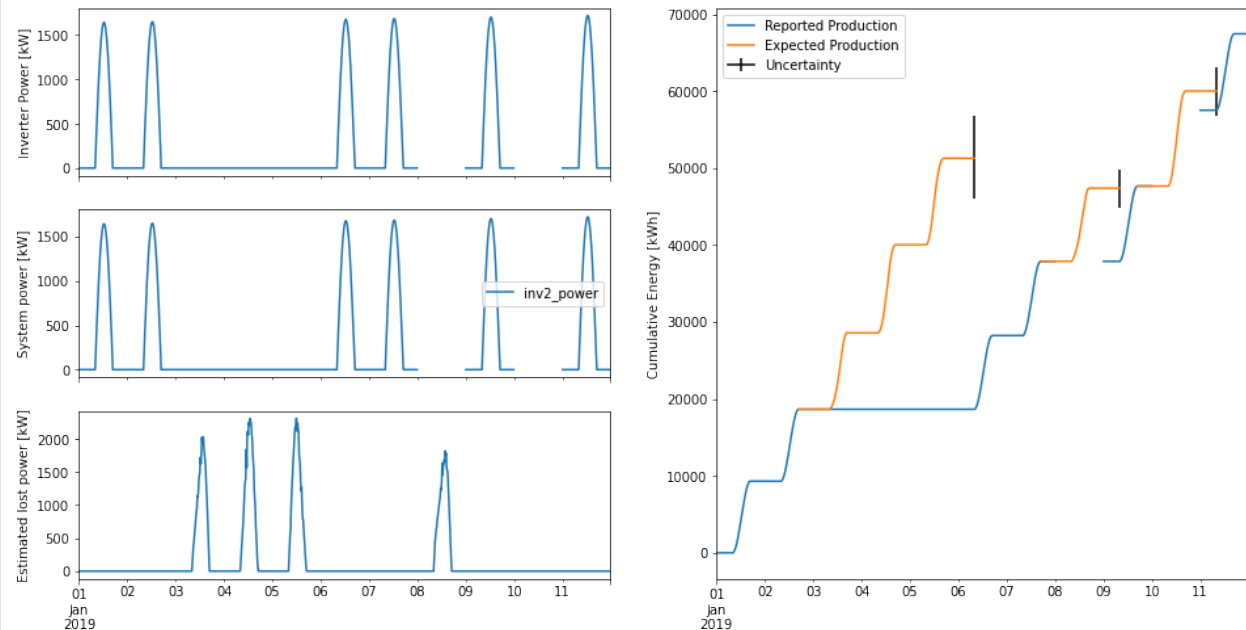 Inverter Power [kW]
1500
1000
500
0
System power [kW]
1500
1000
500
0
inv2_power
Estimated lost power [kW]
2000
1500
1000
500
0
01 02 03 04 05 06 07 08 09 10 11
Jan
2019
Cumulative Energy [kWh]
70000
60000
50000
40000
30000
20000
10000
0
Reported Production
Expected Production
Uncertainty
01 02 03 04 05 06 07 08 09 10 11
Jan
2019